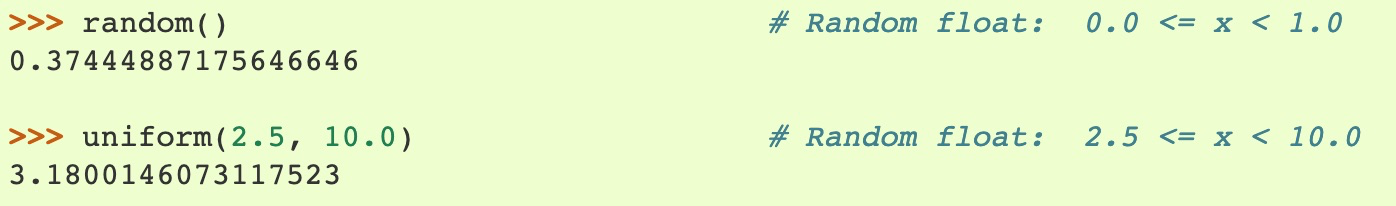 >>> random()                             # Random float:  0.0 <= x < 1.0
0.37444887175646646
>>> uniform(2.5, 10.0)                   # Random float:  2.5 <= x < 10.0
3.1800146073117523